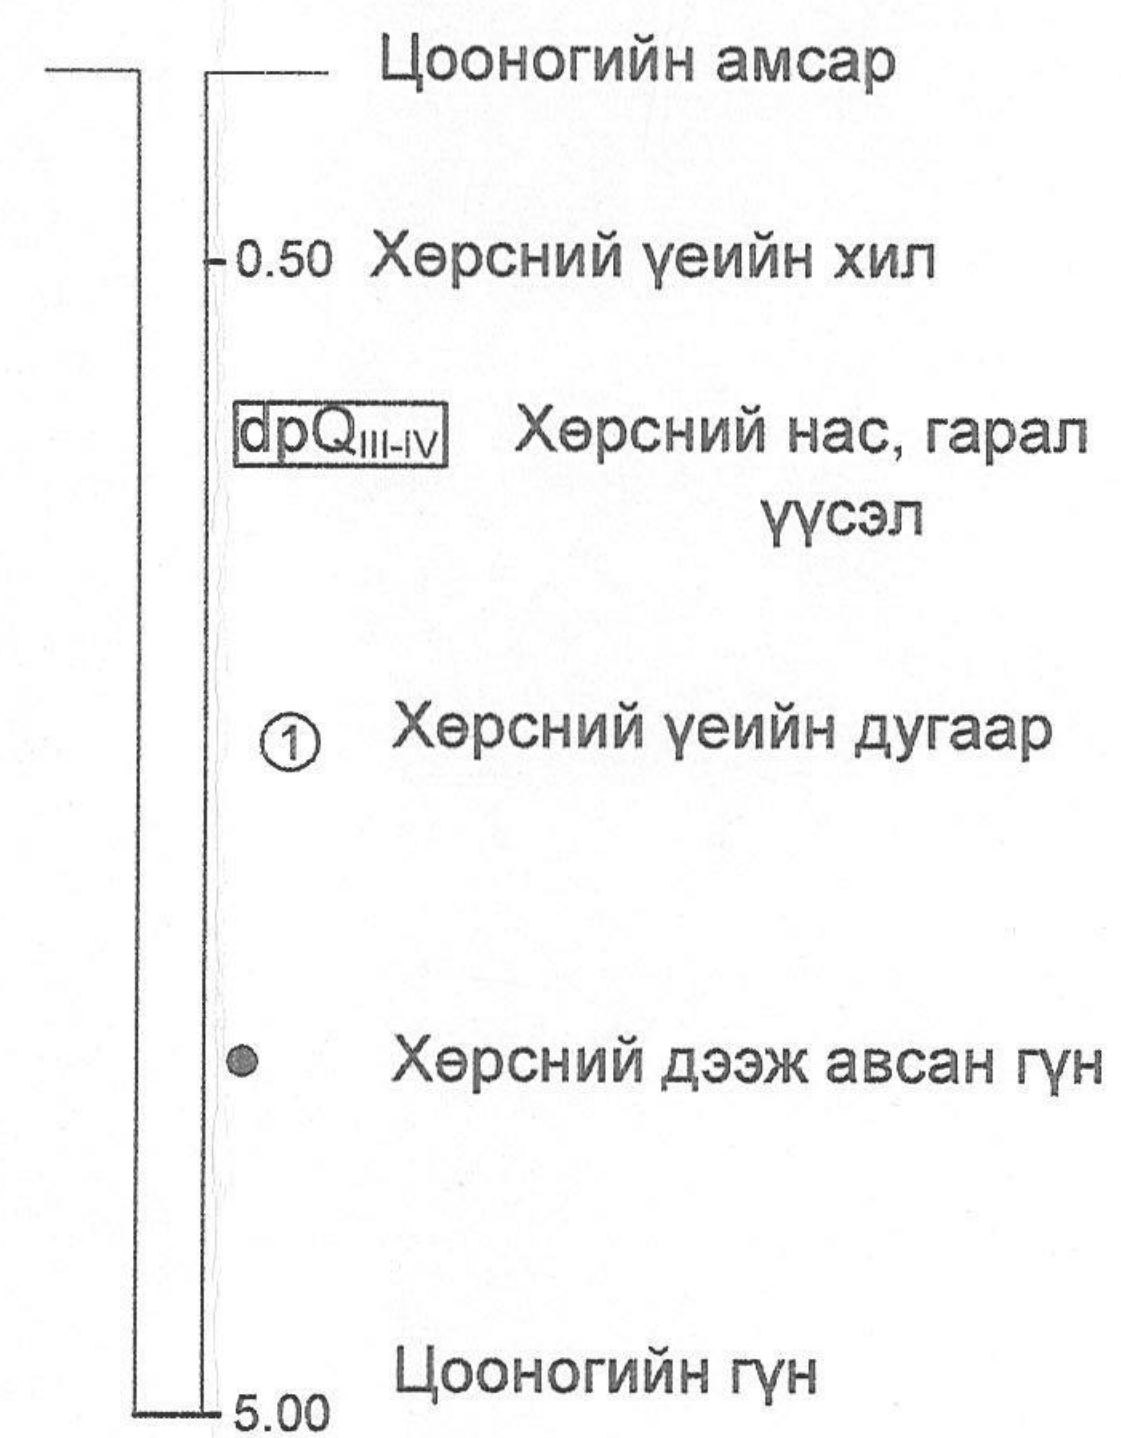 Цооногийн амсар
0.50 Хөрсний үеийн хил
dpQIII-IV Хөрсний нас, гарал
үүсэл
1 Хөрсний үеийн дугаар
Хөрсний дээж авсан гүн
Цооногийн гүн
5.00